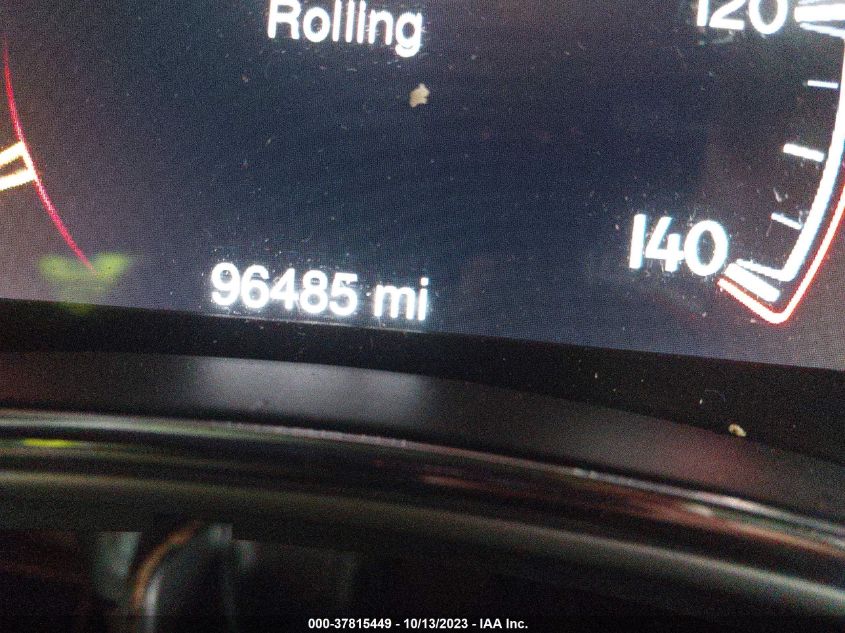 Rolling
120
140
96485 mi
000-37815449 - 10/13/2023 - IAA Inc.